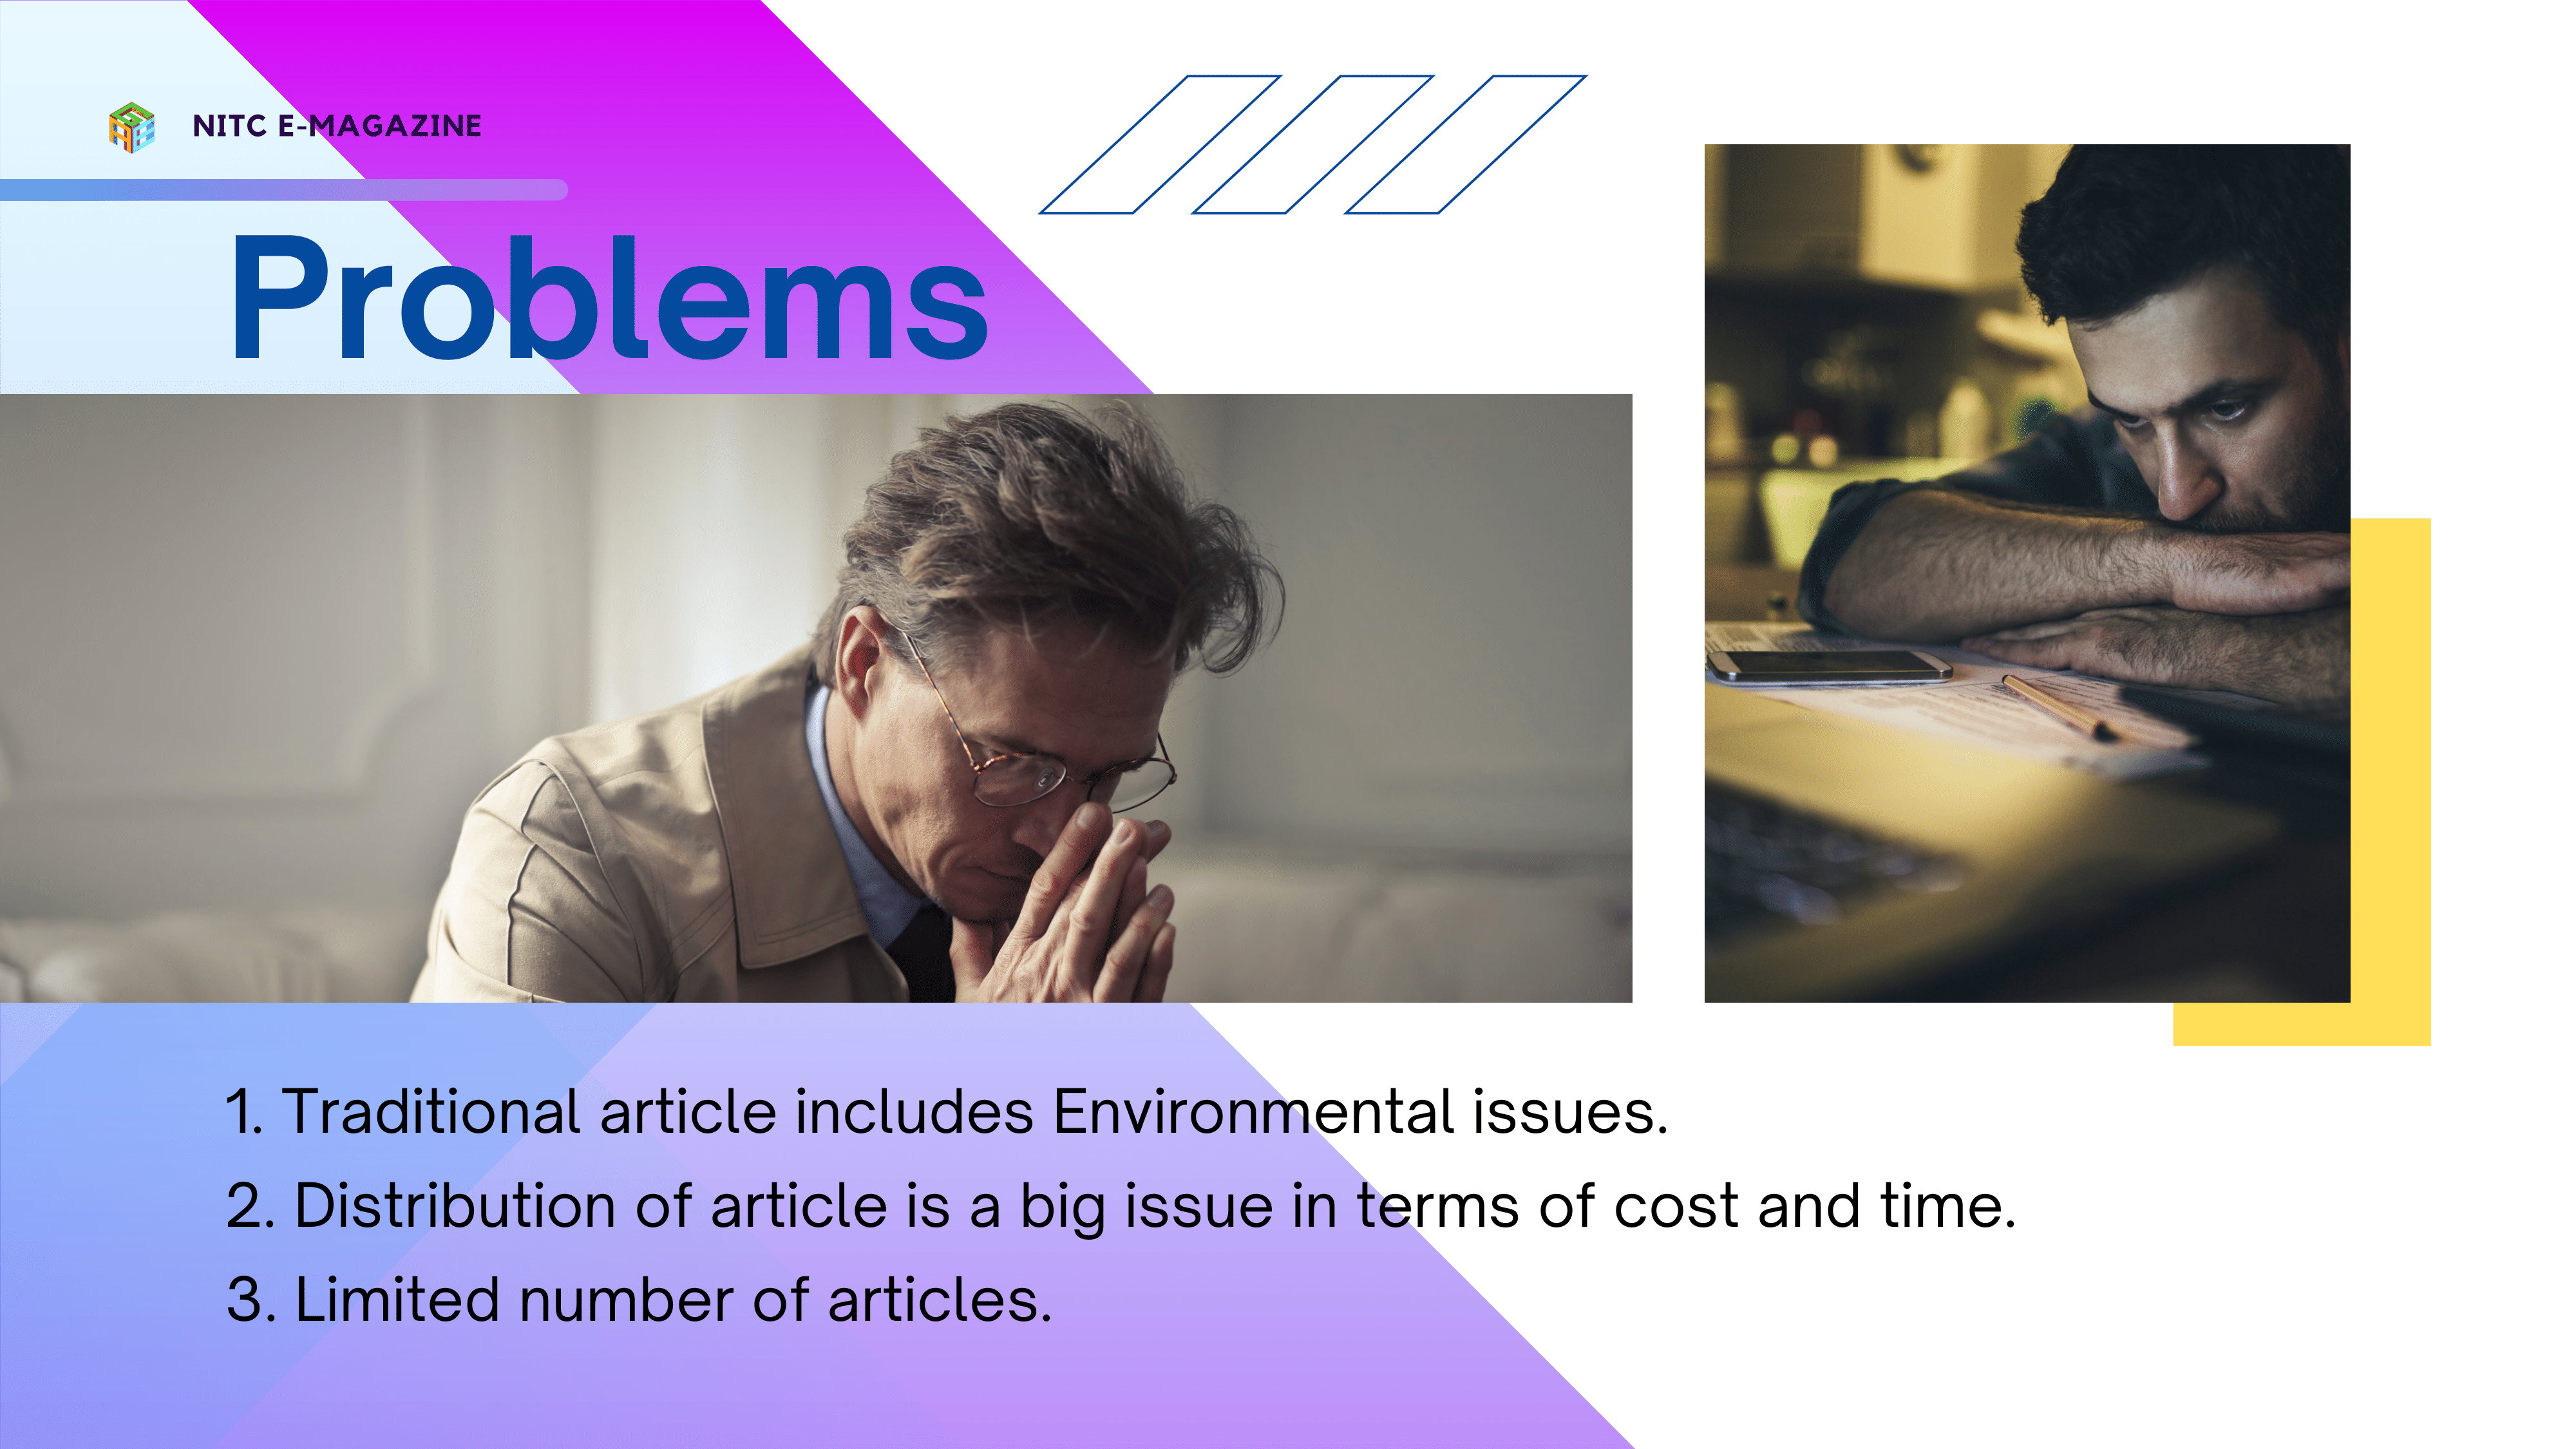 NITC E-MAGAZINE
Problems
1. Traditional article includes Environmental issues.
2. Distribution of article is a big issue in terms of cost and time.
3. Limited number of articles.